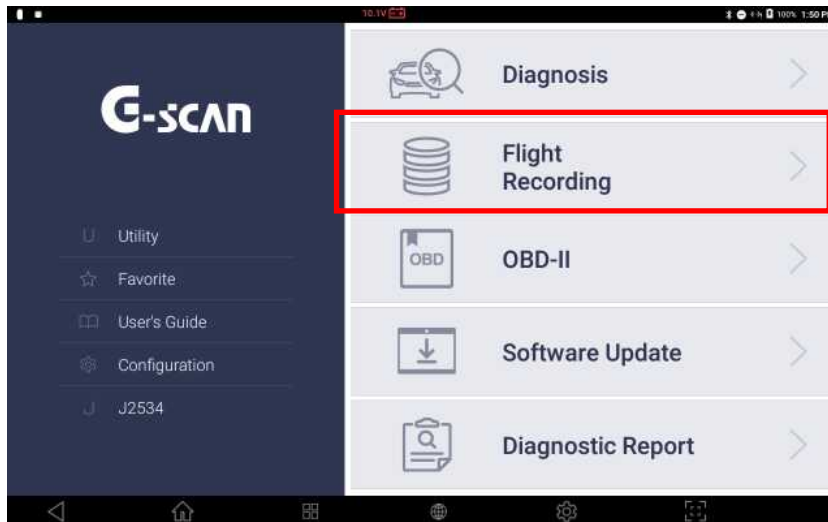 10.1V
100% 1:50 P
G-scan
Utility
Favorite
User's Guide
Configuration
J2534
Diagnosis
Flight
Recording
OBD
OBD-II
Software Update
Diagnostic Report